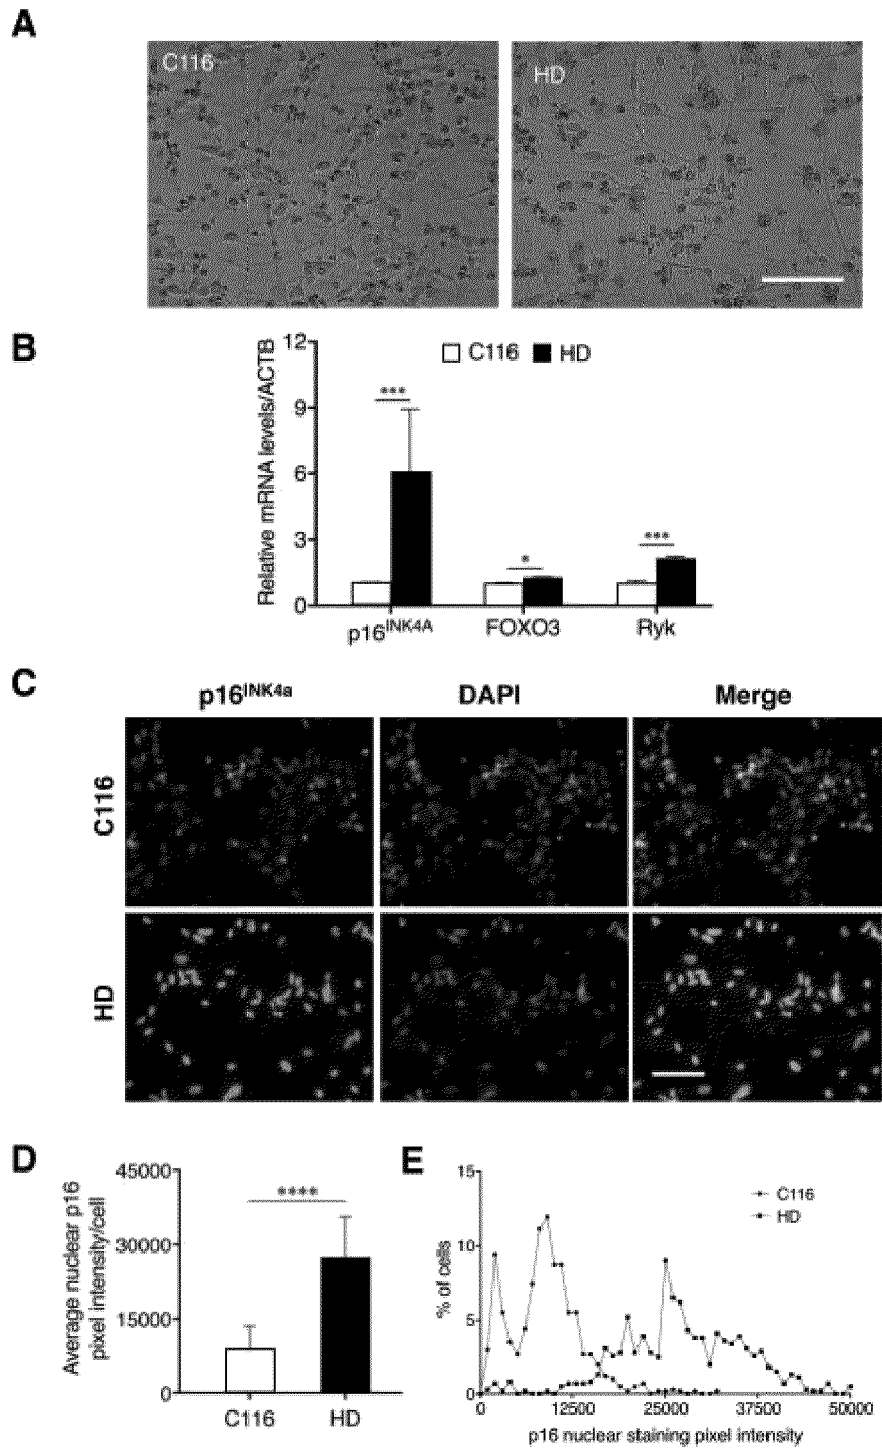 A
C116
HD
B
Relative mRNA levels/ACTB
12
9
6
3
0
C116
HD
***
*
***
p16INK4A
FOXO3
Ryk
C
p16INK4a
DAPI
Merge
C116
HD
D
Average nuclear p16
pixel intensity/cell
45000
30000
15000
0
****
C116
HD
E
% of cells
15
10
5
0
C116
HD
0
12500
25000
37500
50000
p16 nuclear staining pixel intensity